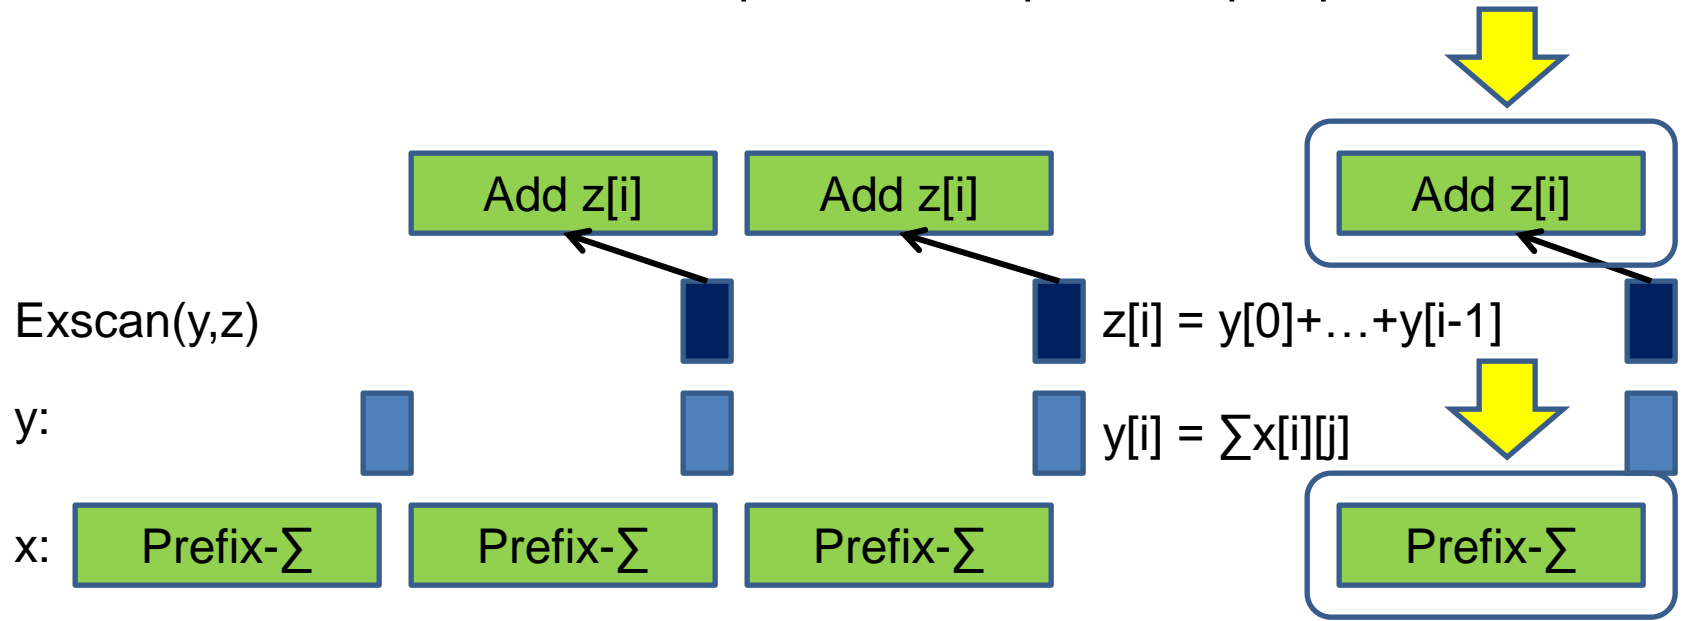 Add z[i] Add z[i] Add z[i]
Exscan(y,z) z[i] = y[0]+…+y[i-1]
y: y[i] = ∑x[i][j]
x: Prefix-∑ Prefix-∑ Prefix-∑ Prefix-∑